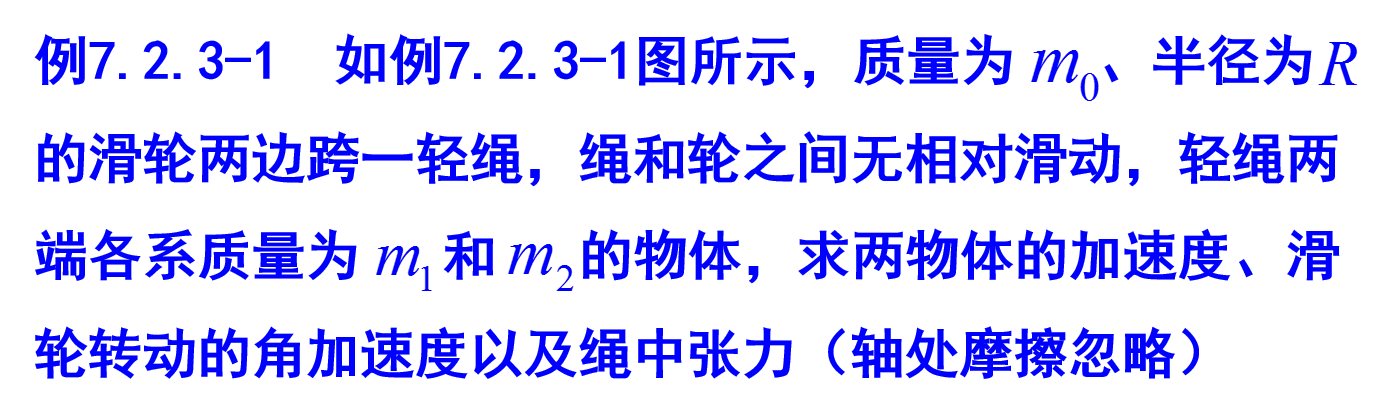 例7.2.3-1 如例7.2.3-1图所示，质量为 m₀、半径为R
的滑轮两边跨一轻绳，绳和轮之间无相对滑动，轻绳两
端各系质量为 m₁和m₂的物体，求两物体的加速度、滑
轮转动的角加速度以及绳中张力（轴处摩擦忽略）